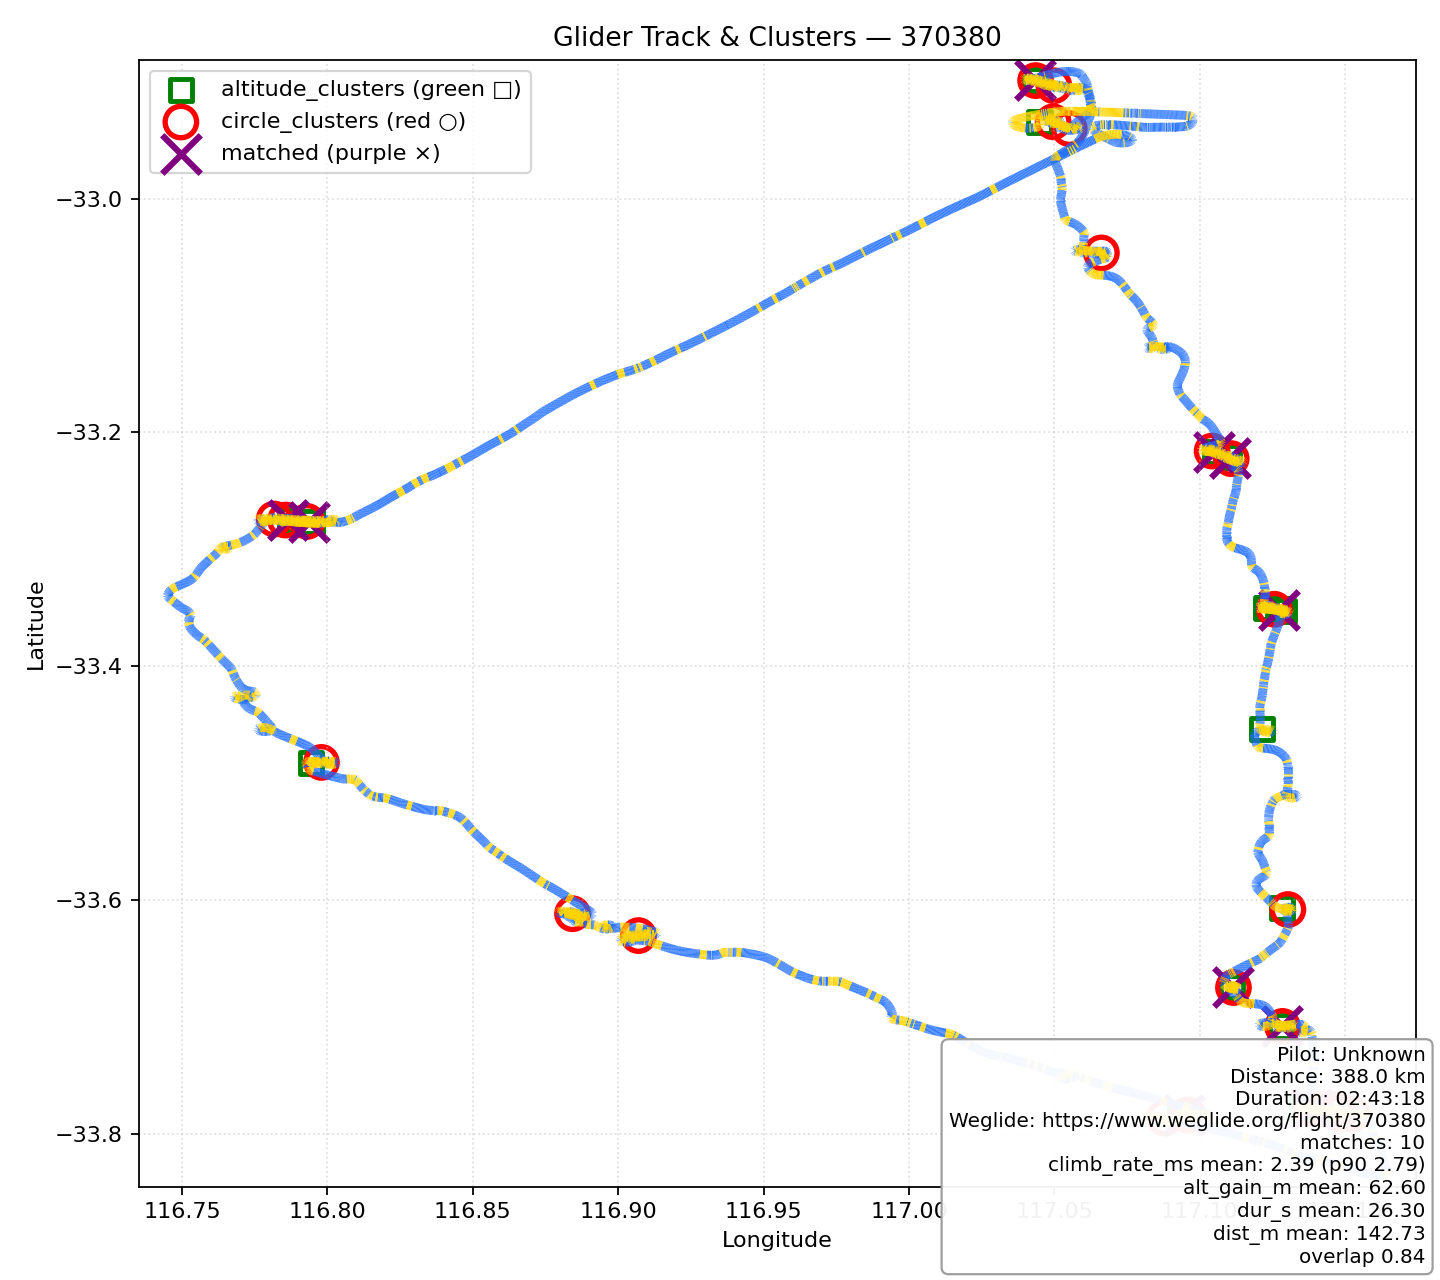 Glider Track & Clusters — 370380
altitude_clusters (green □)
circle_clusters (red ○)
matched (purple ×)
−33.0
−33.2
−33.4
−33.6
−33.8
Latitude
116.75
116.80
116.85
116.90
116.95
117.00
117.05
117.10
Longitude
Pilot: Unknown
Distance: 388.0 km
Duration: 02:43:18
Weglide: https://www.weglide.org/flight/370380
matches: 10
climb_rate_ms mean: 2.39 (p90 2.79)
alt_gain_m mean: 62.60
dur_s mean: 26.30
dist_m mean: 142.73
overlap 0.84